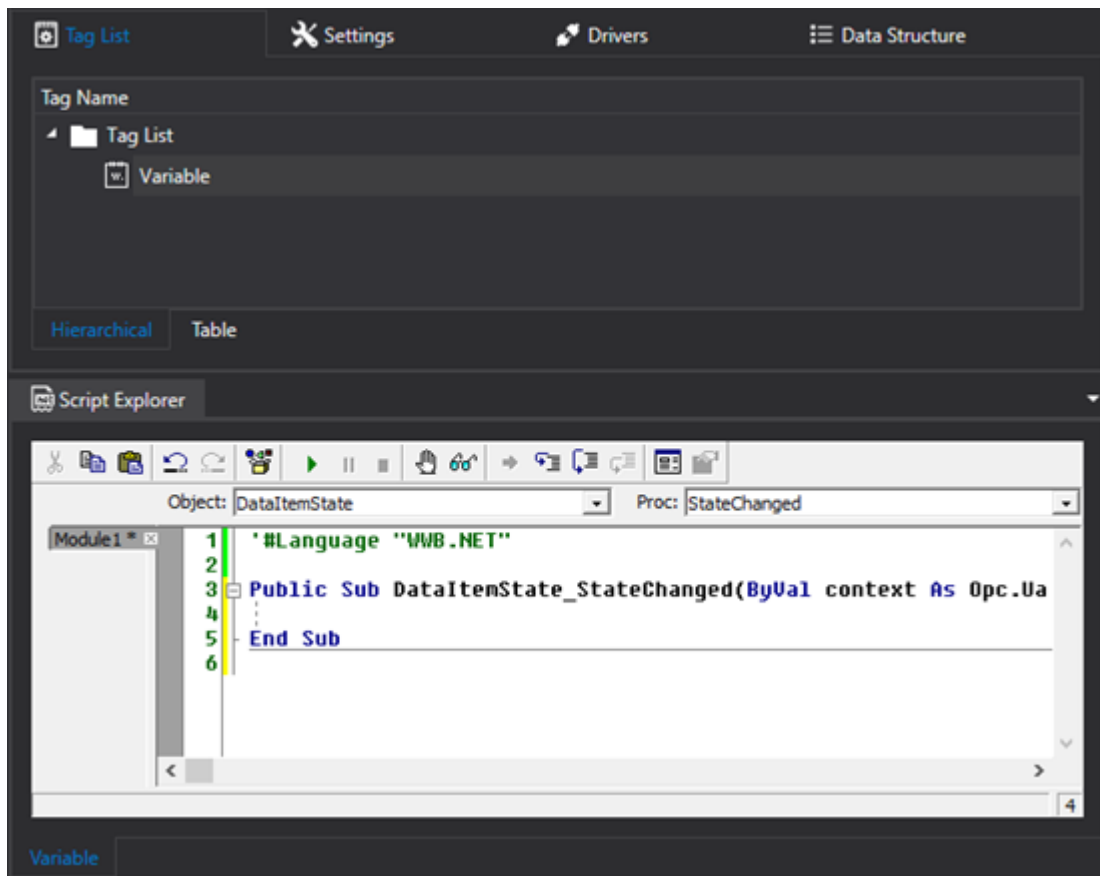 Tag List Settings Drivers Data Structure
Tag Name
Tag List
w. Variable
Hierarchical Table
Script Explorer
Object: DataItemState Proc: StateChanged
Module1 * 1 '#Language "WWB.NET"
2
3 Public Sub DataItemState_StateChanged(ByVal context As Opc.Ua
4
5 End Sub
6
4
Variable